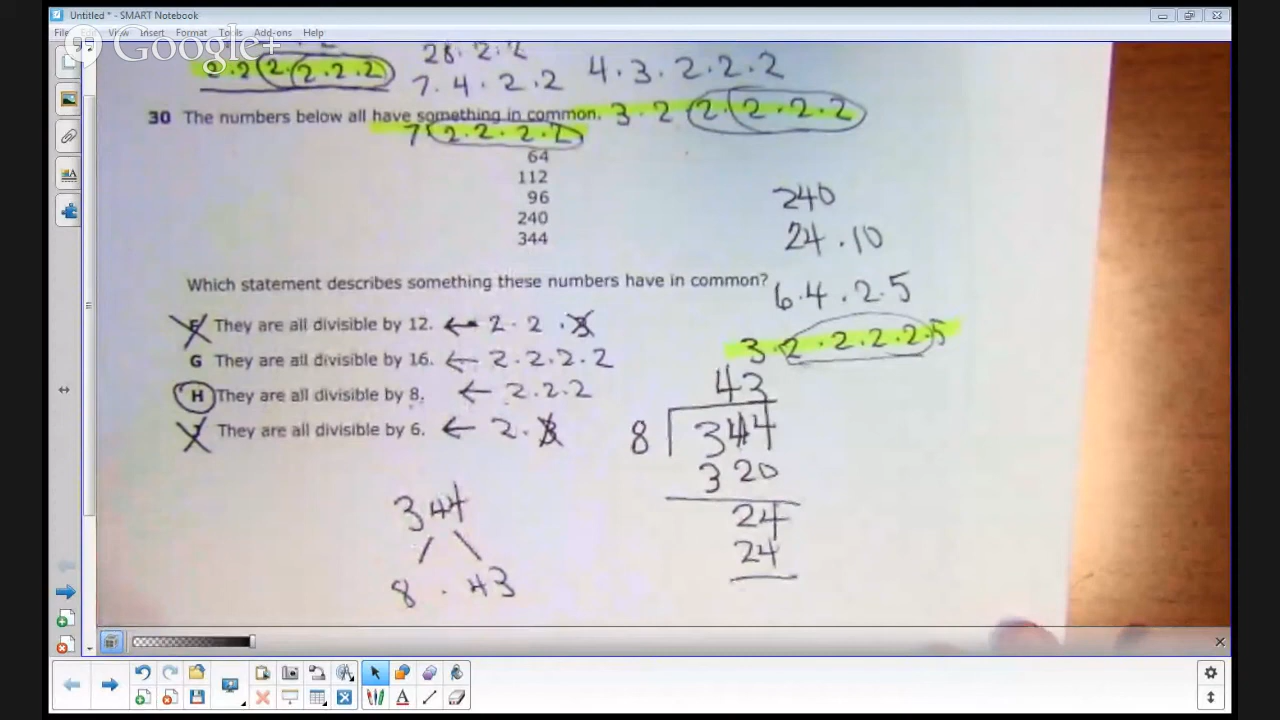 Untitled * - SMART Notebook
File Edit View Insert Format Tools Add-ons Help
Google+
2·2·2·2·2·2
28·2·2
7·4·2·2
4·3·2·2·2
30 The numbers below all have something in common.
3·2·2·2·2·2
7·2·2·2·2
64
112
96
240
344
240
24·10
6·4·2·5
3·2·2·2·2·5
Which statement describes something these numbers have in common?
They are all divisible by 12. ← 2·2·3
G They are all divisible by 16. ← 2·2·2·2
H They are all divisible by 8. ← 2·2·2
They are all divisible by 6. ← 2·3
43
8 344
320
24
24
344
8·43